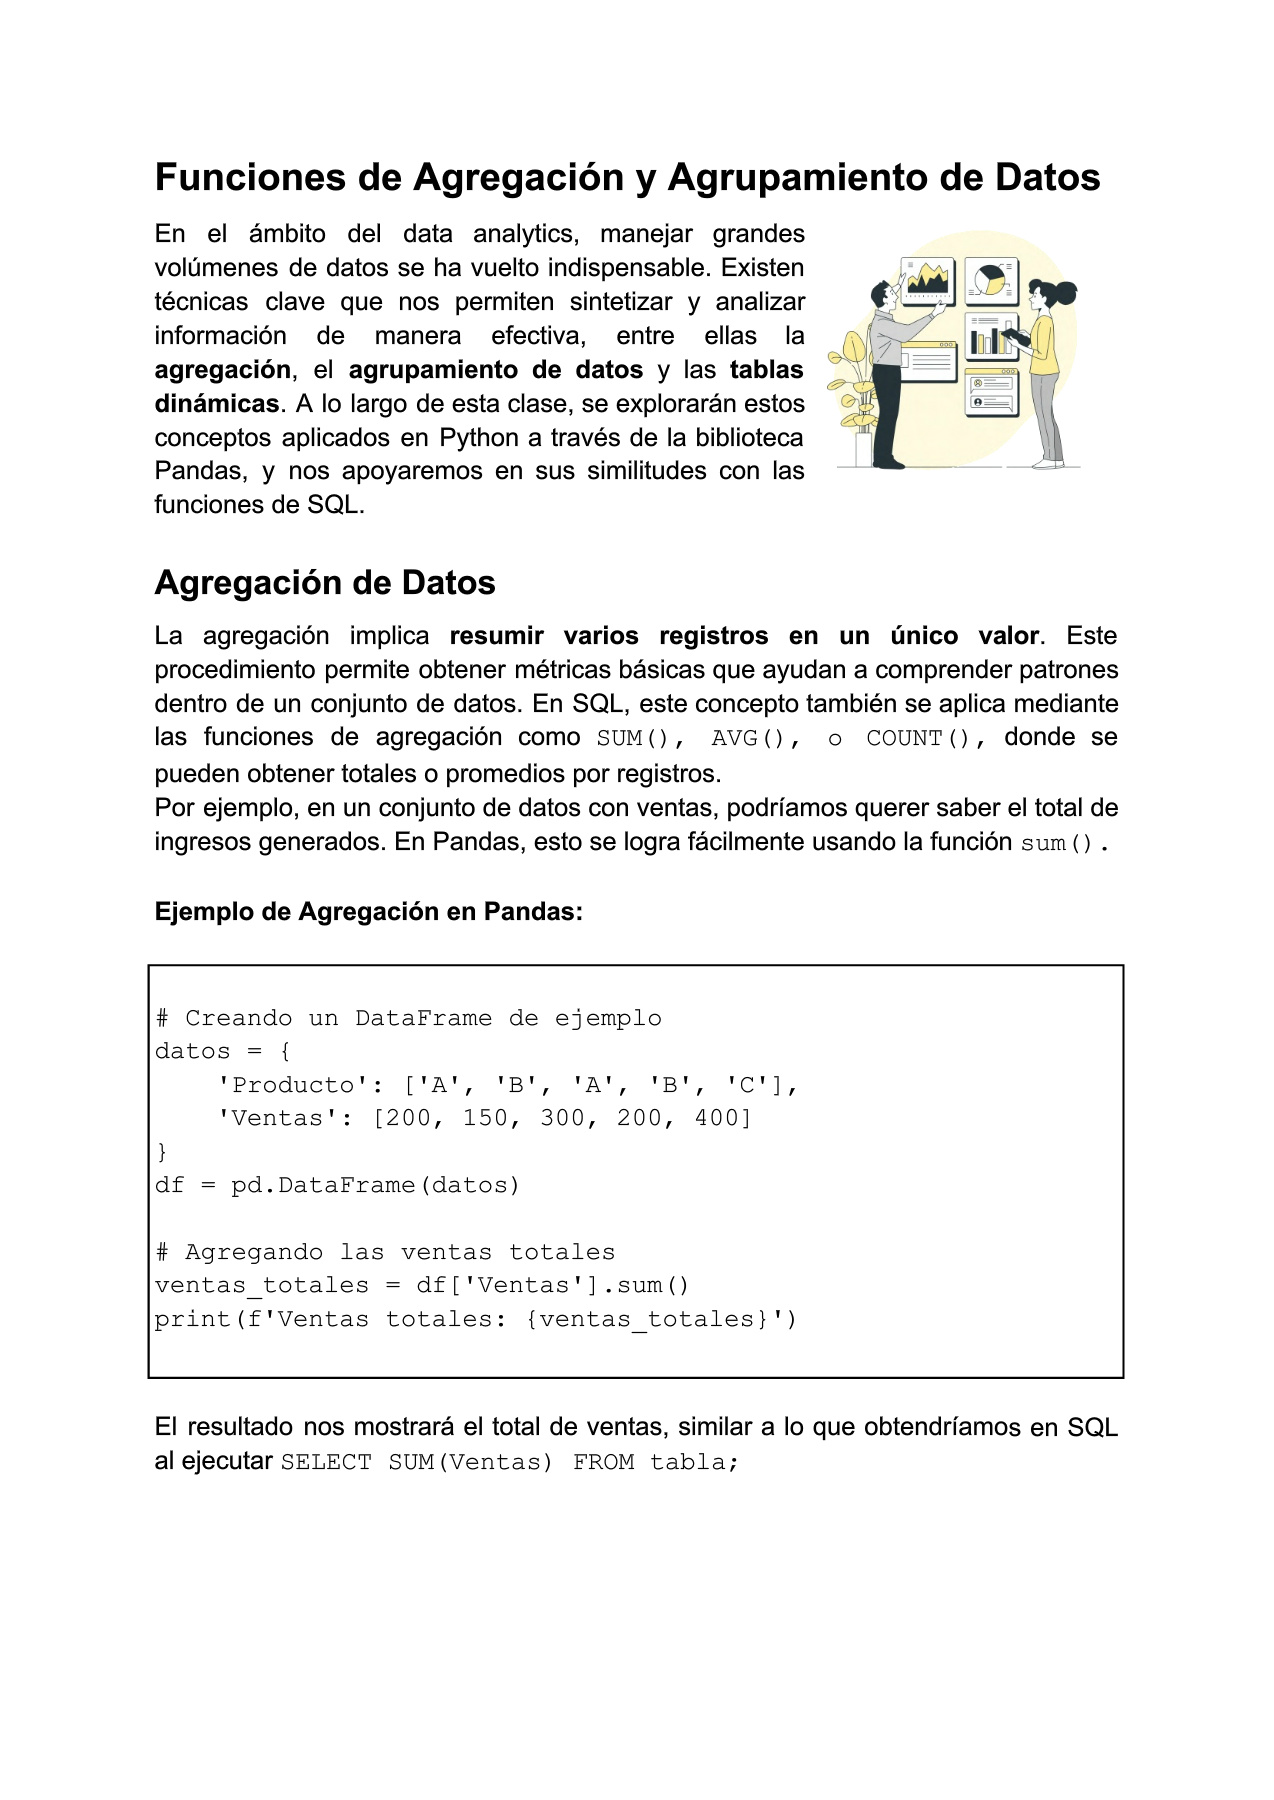 Funciones de Agregación y Agrupamiento de Datos
En el ámbito del data analytics, manejar grandes
volúmenes de datos se ha vuelto indispensable. Existen
técnicas clave que nos permiten sintetizar y analizar
información de manera efectiva, entre ellas la
agregación, el agrupamiento de datos y las tablas
dinámicas. A lo largo de esta clase, se explorarán estos
conceptos aplicados en Python a través de la biblioteca
Pandas, y nos apoyaremos en sus similitudes con las
funciones de SQL.
Agregación de Datos
La agregación implica resumir varios registros en un único valor. Este
procedimiento permite obtener métricas básicas que ayudan a comprender patrones
dentro de un conjunto de datos. En SQL, este concepto también se aplica mediante
las funciones de agregación como SUM(), AVG(), o COUNT(), donde se
pueden obtener totales o promedios por registros.
Por ejemplo, en un conjunto de datos con ventas, podríamos querer saber el total de
ingresos generados. En Pandas, esto se logra fácilmente usando la función sum().
Ejemplo de Agregación en Pandas:
# Creando un DataFrame de ejemplo
datos = {
    'Producto': ['A', 'B', 'A', 'B', 'C'],
    'Ventas': [200, 150, 300, 200, 400]
}
df = pd.DataFrame(datos)
# Agregando las ventas totales
ventas_totales = df['Ventas'].sum()
print(f'Ventas totales: {ventas_totales}')
El resultado nos mostrará el total de ventas, similar a lo que obtendríamos en SQL
al ejecutar SELECT SUM(Ventas) FROM tabla;